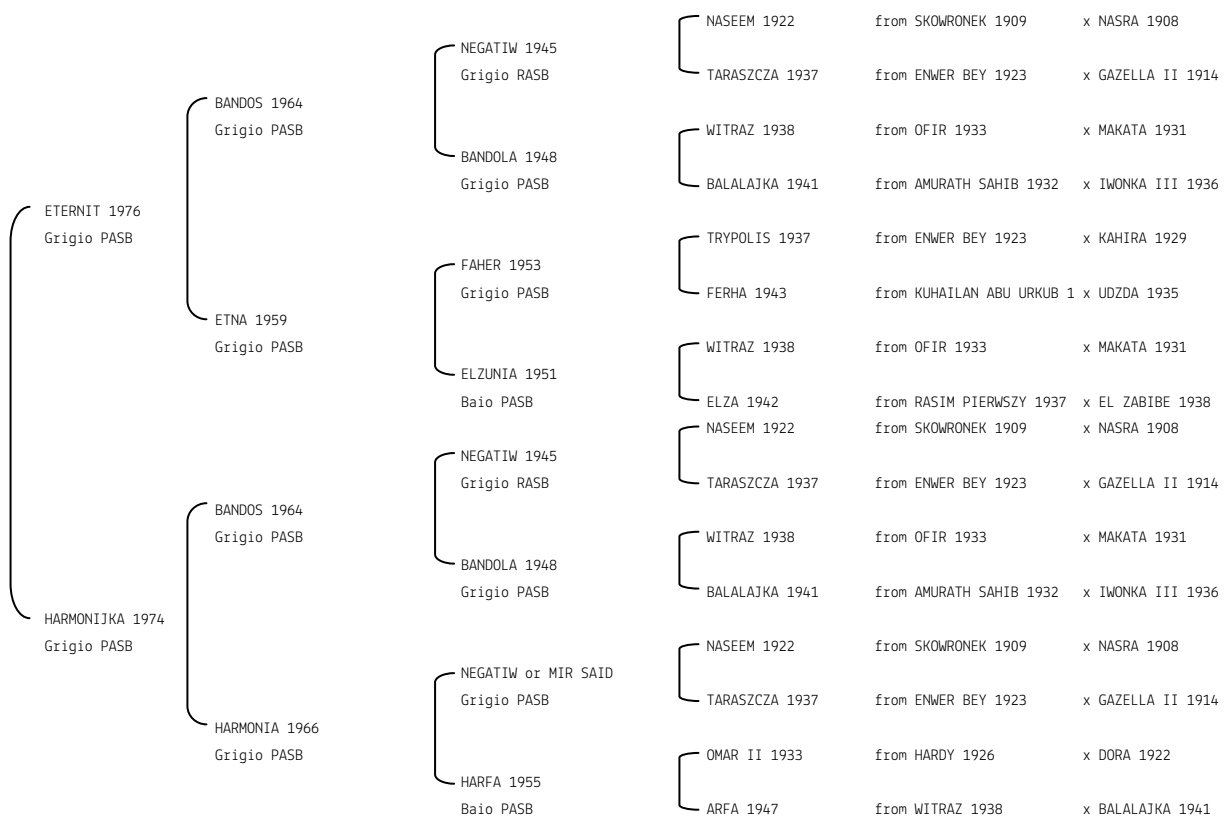 NASEEM 1922 from SKOWRONEK 1909 x NASRA 1908
NEGATIW 1945
Grigio RASB TARASZCZA 1937 from ENWER BEY 1923 x GAZELLA II 1914
BANDOS 1964
Grigio PASB WITRAZ 1938 from OFIR 1933 x MAKATA 1931
BANDOLA 1948
Grigio PASB BALALAJKA 1941 from AMURATH SAHIB 1932 x IWONKA III 1936
ETERNIT 1976
Grigio PASB TRYPOLIS 1937 from ENWER BEY 1923 x KAHIRA 1929
FAHER 1953
Grigio PASB FERHA 1943 from KUHAILAN ABU URKUB 1 x UDZDA 1935
ETNA 1959
Grigio PASB WITRAZ 1938 from OFIR 1933 x MAKATA 1931
ELZUNIA 1951
Baio PASB ELZA 1942 from RASIM PIERWSZY 1937 x EL ZABIBE 1938
NASEEM 1922 from SKOWRONEK 1909 x NASRA 1908
NEGATIW 1945
Grigio RASB TARASZCZA 1937 from ENWER BEY 1923 x GAZELLA II 1914
BANDOS 1964
Grigio PASB WITRAZ 1938 from OFIR 1933 x MAKATA 1931
BANDOLA 1948
Grigio PASB BALALAJKA 1941 from AMURATH SAHIB 1932 x IWONKA III 1936
HARMONIJKA 1974
Grigio PASB NASEEM 1922 from SKOWRONEK 1909 x NASRA 1908
NEGATIW or MIR SAID
Grigio PASB TARASZCZA 1937 from ENWER BEY 1923 x GAZELLA II 1914
HARMONIA 1966
Grigio PASB OMAR II 1933 from HARDY 1926 x DORA 1922
HARFA 1955
Baio PASB ARFA 1947 from WITRAZ 1938 x BALALAJKA 1941